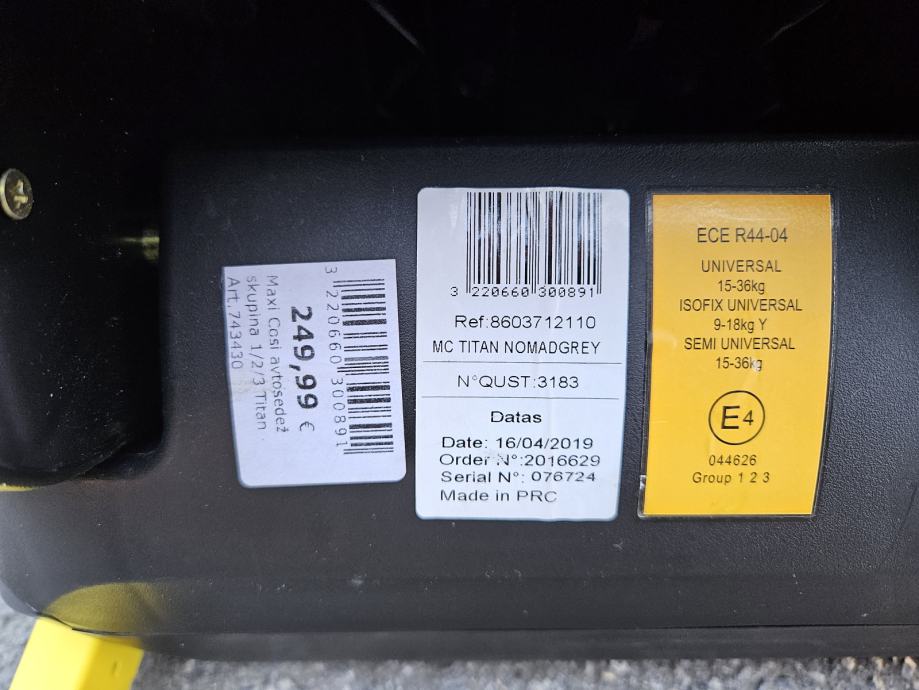 3 220660 300891
249,99 €
Maxi Cosi avtosedež
skupina 1/2/3 Titan
Art.743430
3 220660 300891
Ref:8603712110
MC TITAN NOMADGREY
N°QUST:3183
Datas
Date: 16/04/2019
Order N°:2016629
Serial N°: 076724
Made in PRC
ECE R44-04
UNIVERSAL
15-36kg
ISOFIX UNIVERSAL
9-18kg Y
SEMI UNIVERSAL
15-36kg
E4
044626
Group 1 2 3